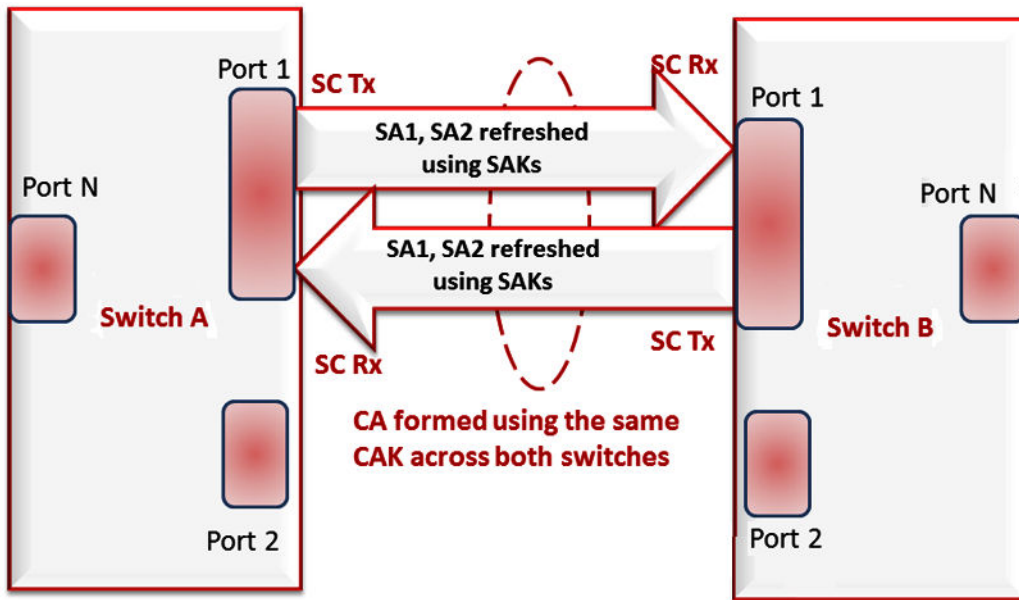 Port 1
SC Tx
SC Rx
Port 1
SA1, SA2 refreshed
using SAKs
Port N
Port N
SA1, SA2 refreshed
using SAKs
Switch A
Switch B
SC Rx
SC Tx
CA formed using the same
CAK across both switches
Port 2
Port 2